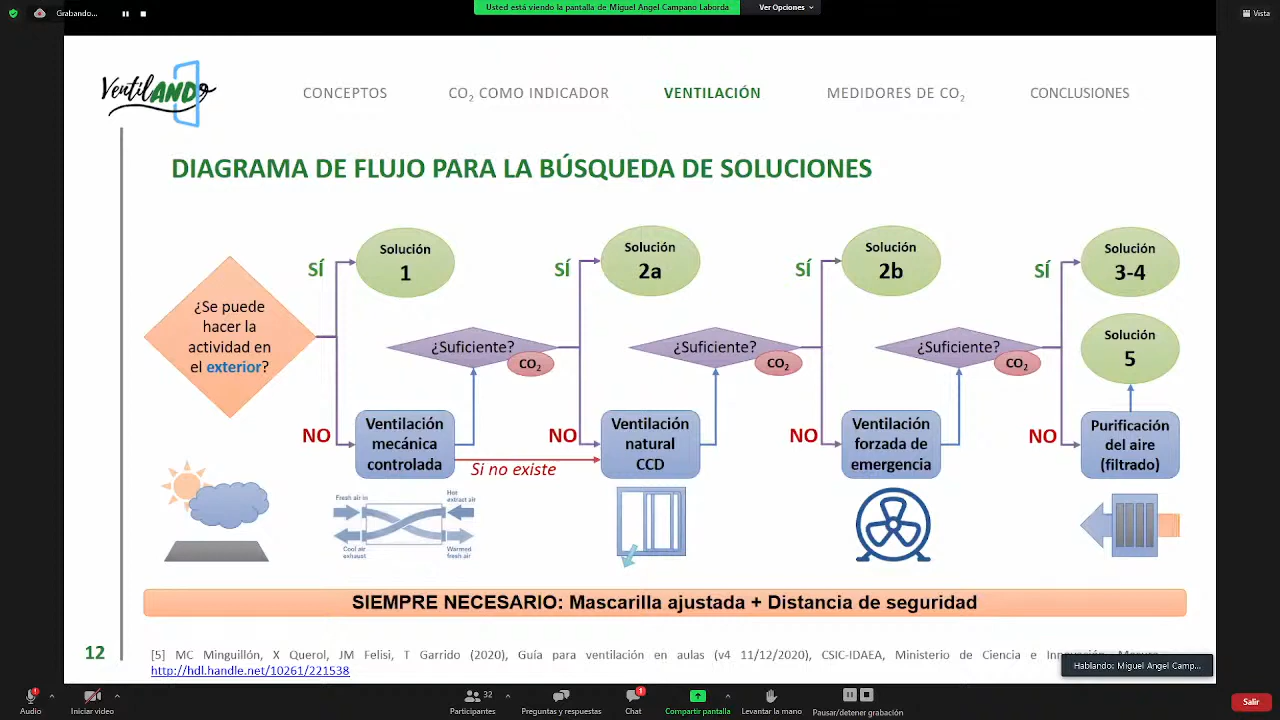 Grabando...
Usted está viendo la pantalla de Miguel Angel Campano Laborda
Ver Opciones
Vista
VentilANDo
CONCEPTOS
CO₂ COMO INDICADOR
VENTILACIÓN
MEDIDORES DE CO₂
CONCLUSIONES
DIAGRAMA DE FLUJO PARA LA BÚSQUEDA DE SOLUCIONES
¿Se puede
hacer la
actividad en
el exterior?
SÍ
Solución
1
SÍ
Solución
2a
SÍ
Solución
2b
SÍ
Solución
3-4
¿Suficiente?
CO₂
¿Suficiente?
CO₂
¿Suficiente?
CO₂
Solución
5
NO
Ventilación
mecánica
controlada
Si no existe
NO
Ventilación
natural
CCD
NO
Ventilación
forzada de
emergencia
NO
Purificación
del aire
(filtrado)
Fresh air in
Hot
extract air
Cool air
exhaust
Warmed
fresh air
SIEMPRE NECESARIO: Mascarilla ajustada + Distancia de seguridad
12
[5] MC Minguillón, X Querol, JM Felisi, T Garrido (2020), Guía para ventilación en aulas (v4 11/12/2020), CSIC-IDAEA, Ministerio de Ciencia e
http://hdl.handle.net/10261/221538
Hablando: Miguel Angel Camp...
Audio
Iniciar video
Participantes
32
Preguntas y respuestas
Chat
1
Compartir pantalla
Levantar la mano
Pausar/detener grabación
Salir